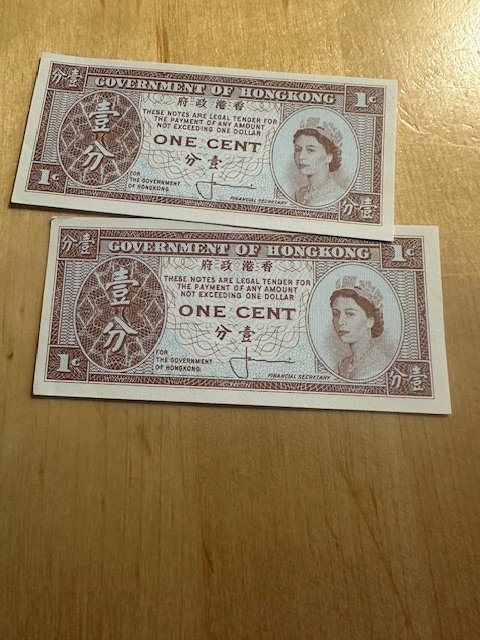 分壹 GOVERNMENT OF HONGKONG 1¢
府政港香
壹分
THESE NOTES ARE LEGAL TENDER FOR
THE PAYMENT OF ANY AMOUNT
NOT EXCEEDING ONE DOLLAR
ONE CENT
分壹
FOR
THE GOVERNMENT
OF HONGKONG
FINANCIAL SECRETARY
1¢ 分壹
分壹 GOVERNMENT OF HONGKONG 1¢
府政港香
壹分
THESE NOTES ARE LEGAL TENDER FOR
THE PAYMENT OF ANY AMOUNT
NOT EXCEEDING ONE DOLLAR
ONE CENT
分壹
FOR
THE GOVERNMENT
OF HONGKONG
FINANCIAL SECRETARY
1¢ 分壹